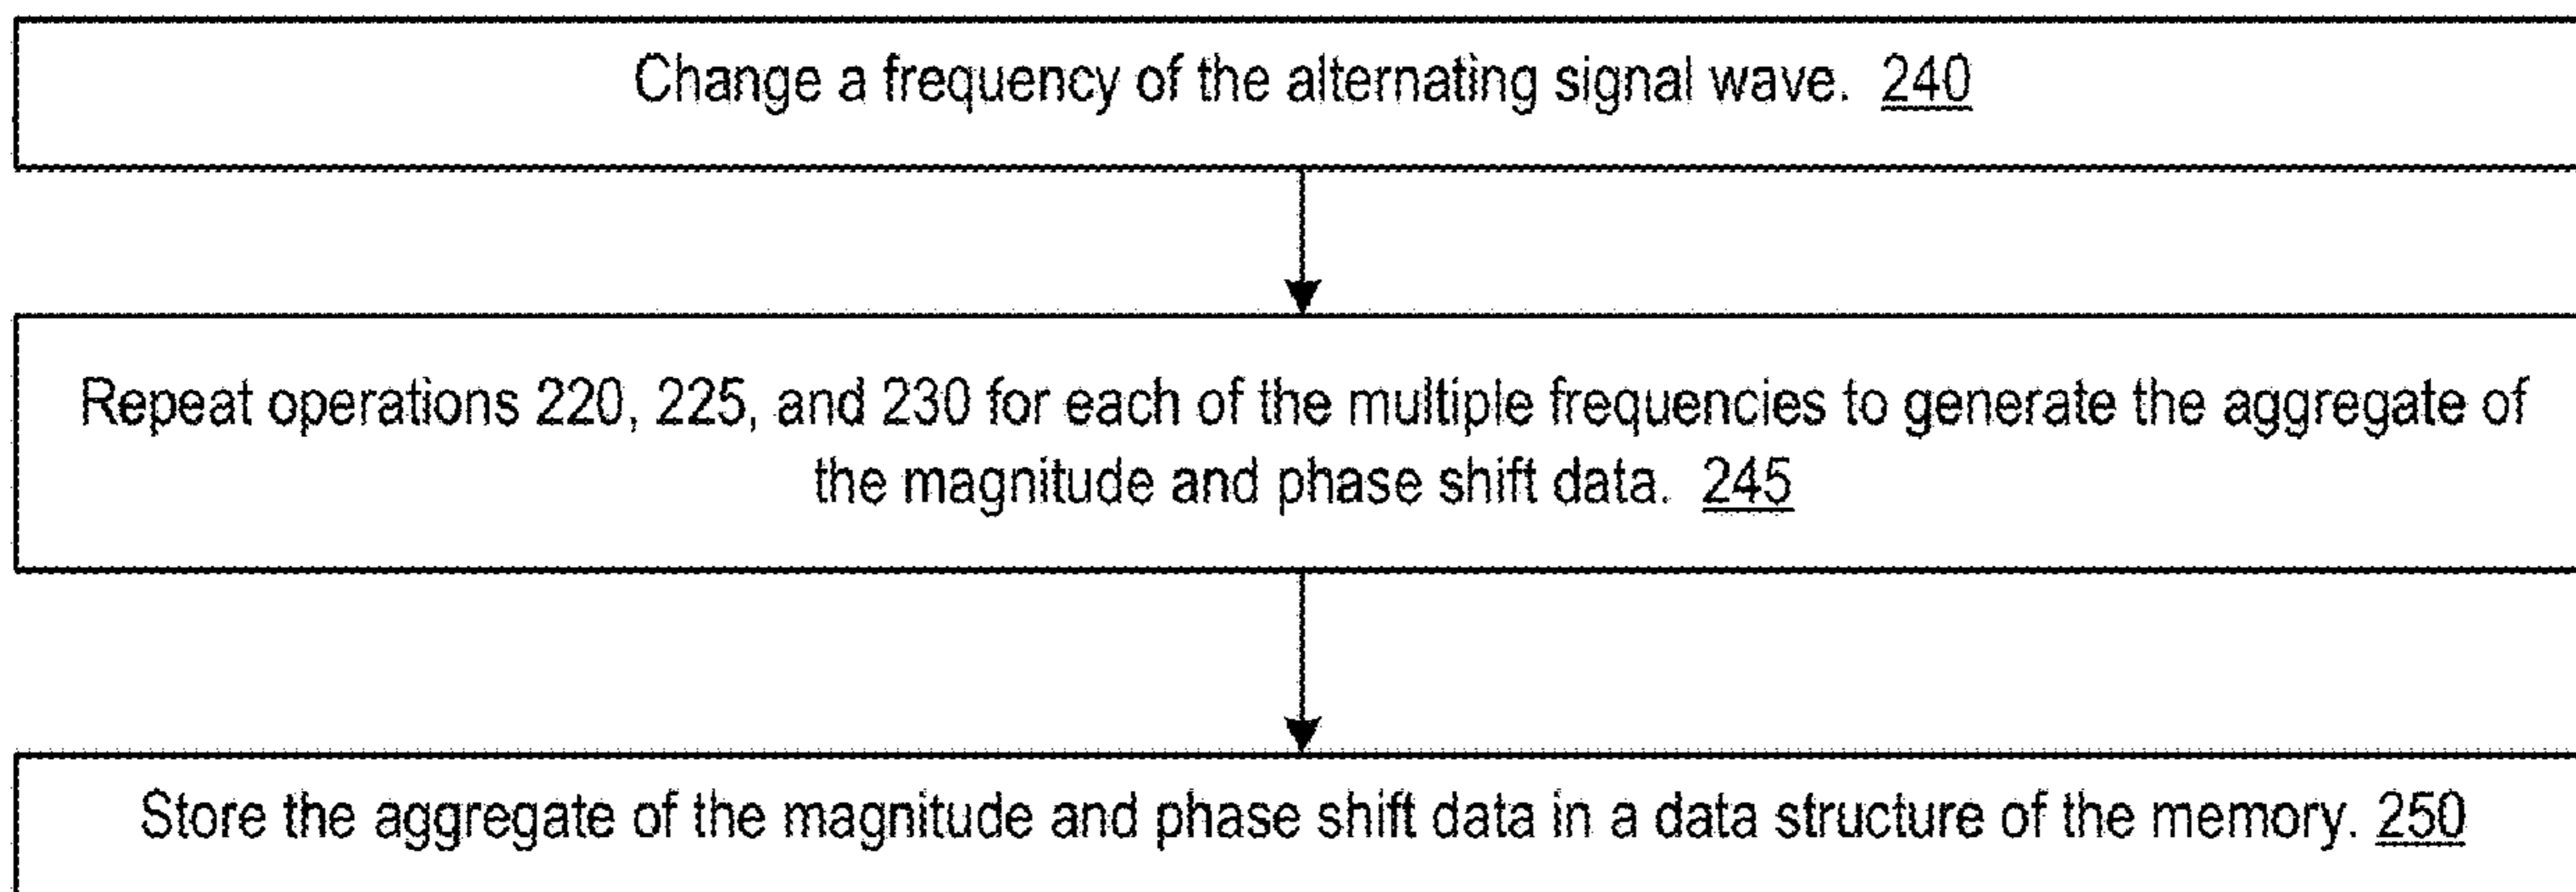 Change a frequency of the alternating signal wave. 240
Repeat operations 220, 225, and 230 for each of the multiple frequencies to generate the aggregate of
the magnitude and phase shift data. 245
Store the aggregate of the magnitude and phase shift data in a data structure of the memory. 250